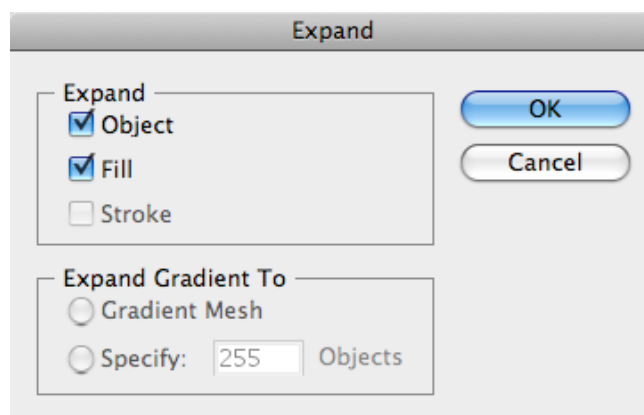 Expand
Expand
Object
Fill
Stroke
OK
Cancel
Expand Gradient To
Gradient Mesh
Specify: 255 Objects